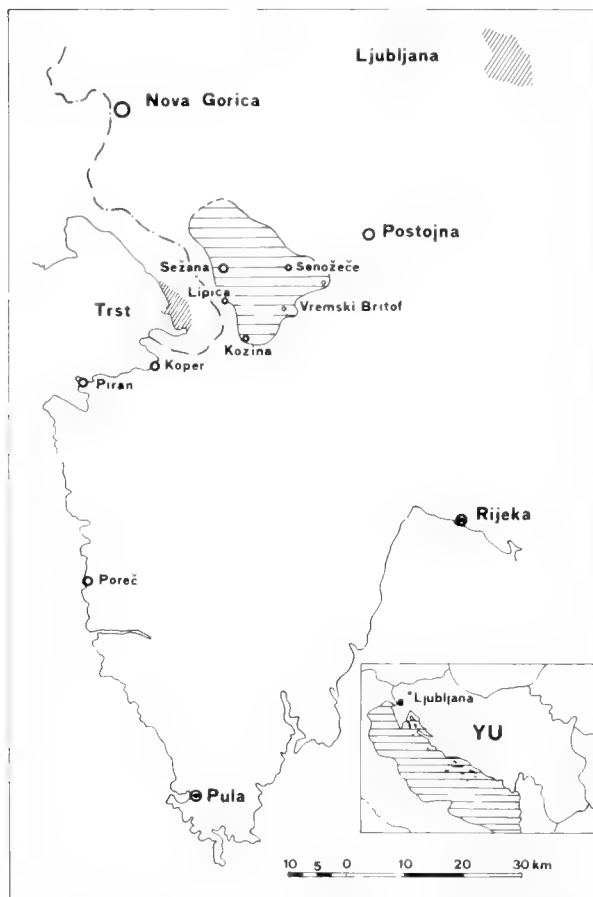 Ljubljana
Nova Gorica
Postojna
Sežana
Senožeče
Lipica
Trst
Vremski Britof
Kozina
Koper
Piran
Rijeka
Poreč
Ljubljana
YU
Pula
10 5 0 10 20 30 km